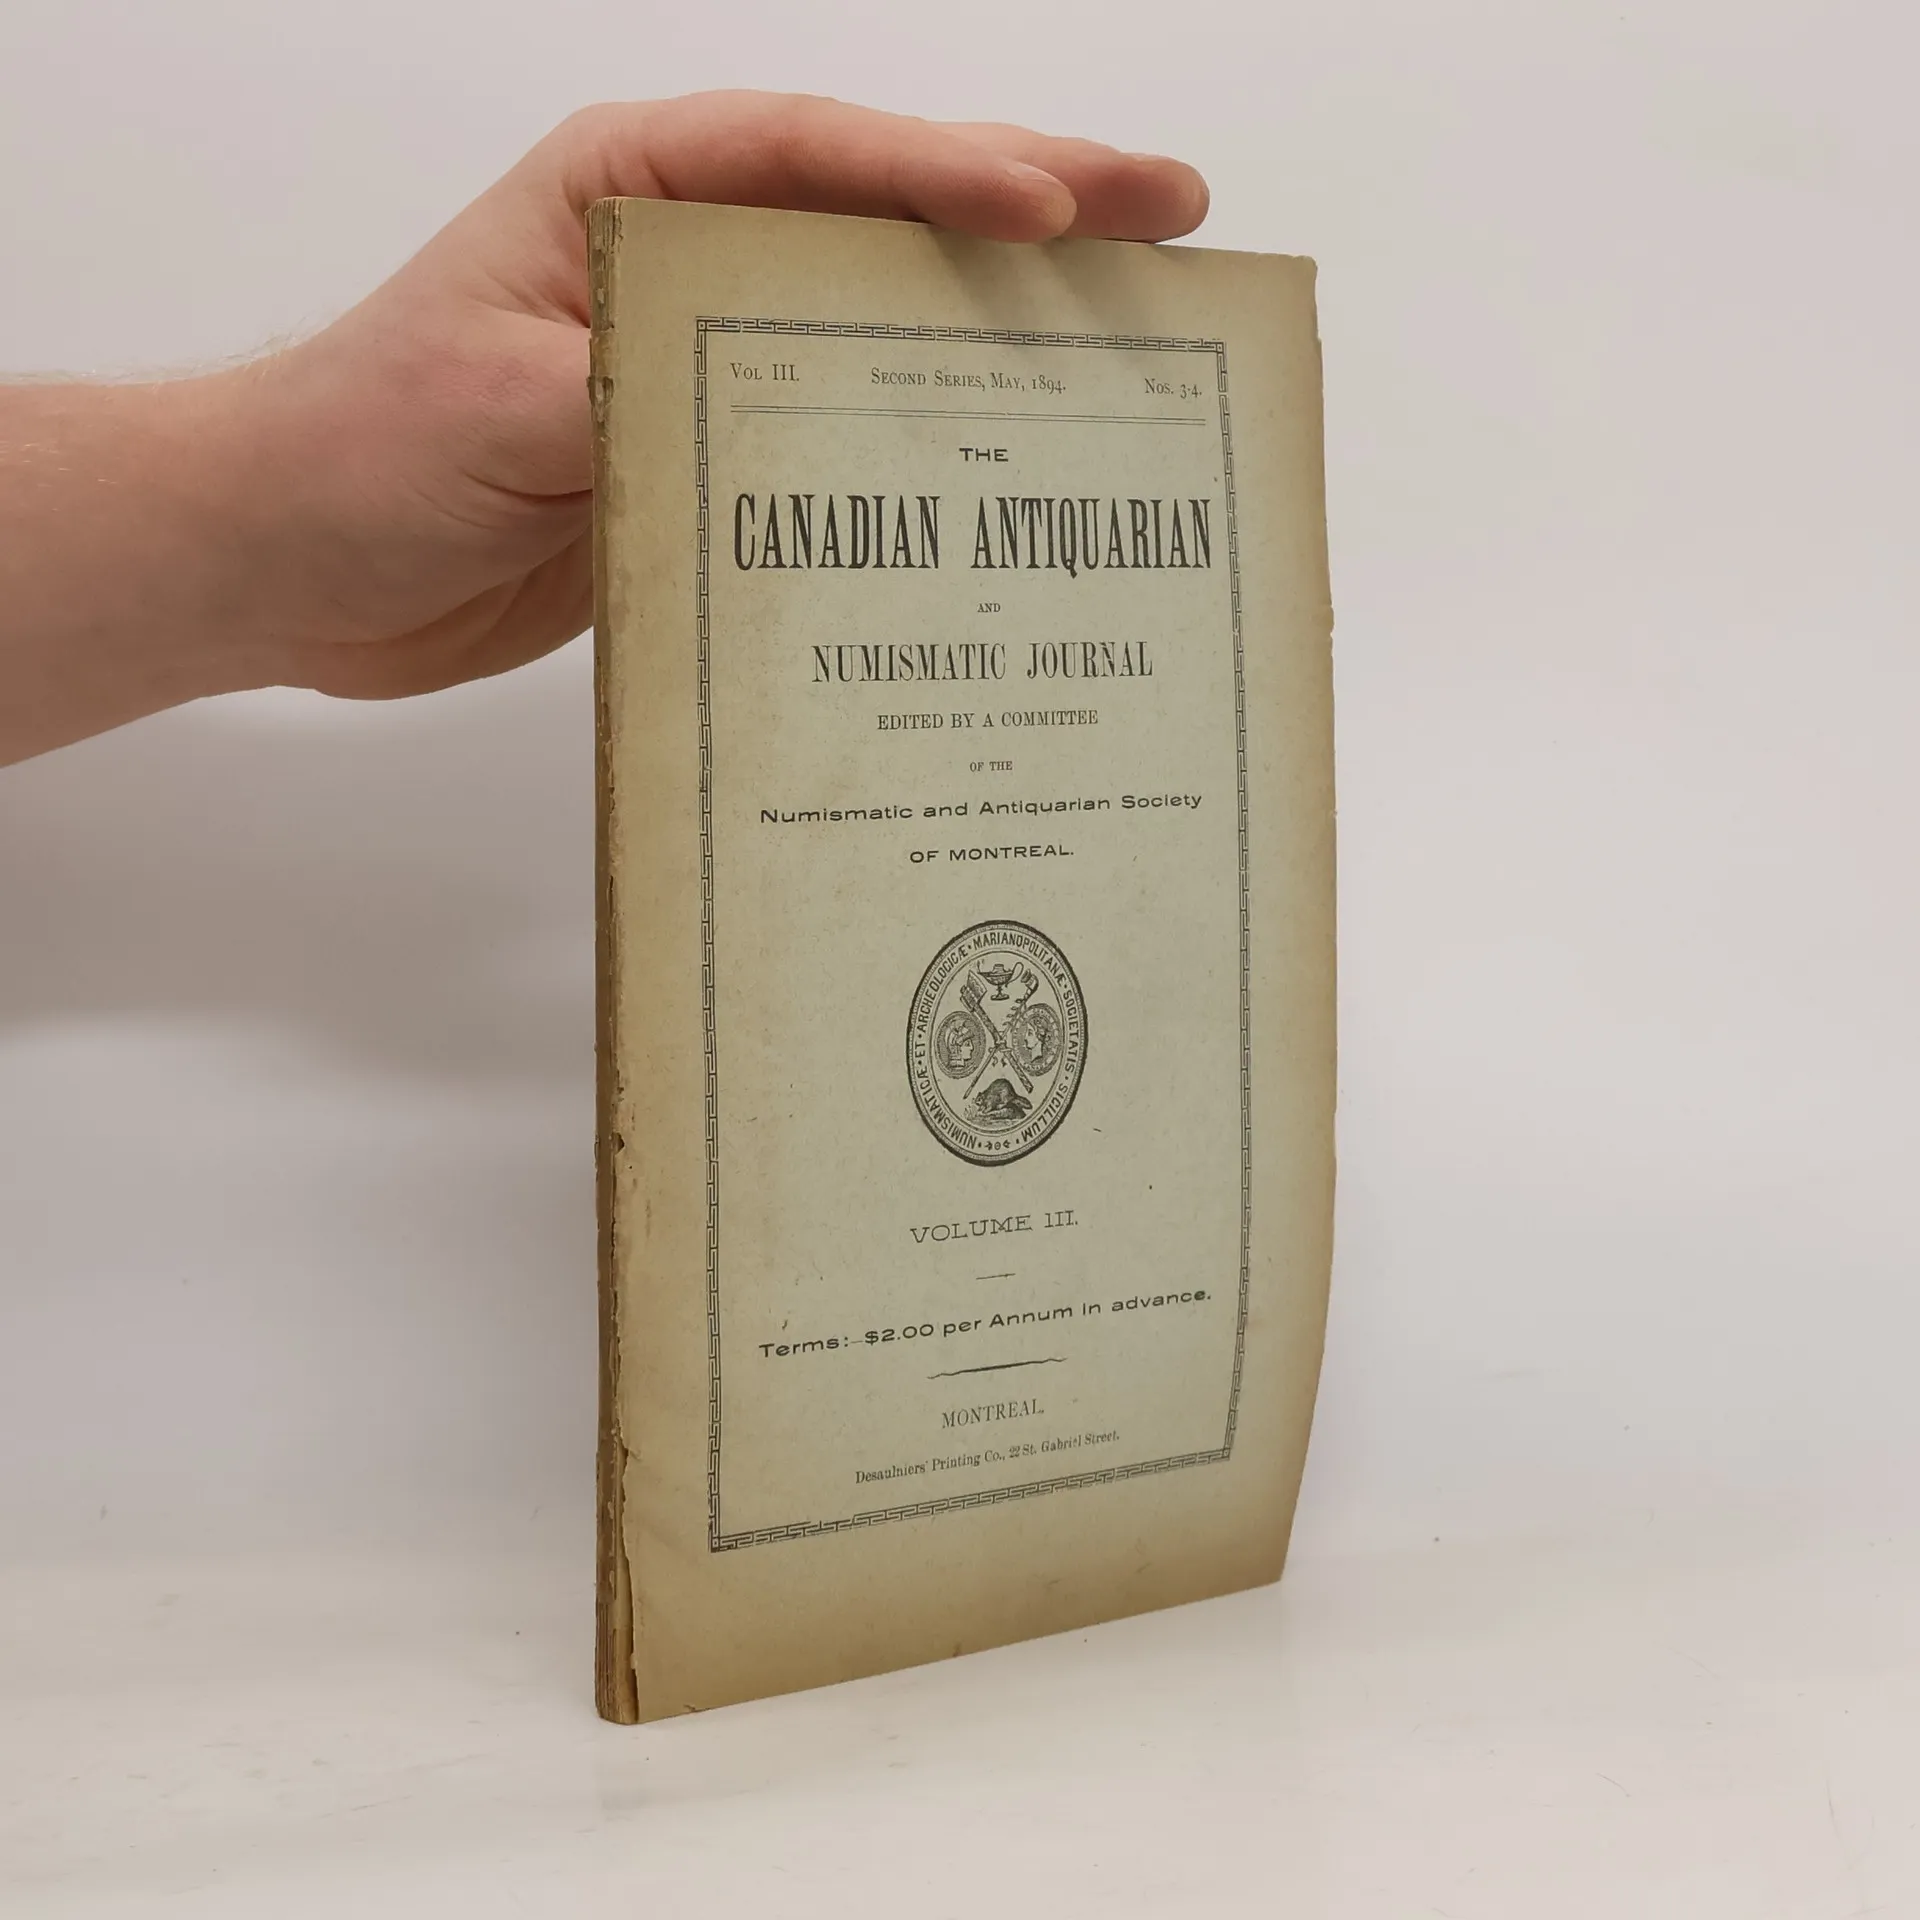 VOL III. SECOND SERIES, MAY, 1894. NOS. 3-4.
THE
CANADIAN ANTIQUARIAN
AND
NUMISMATIC JOURNAL
EDITED BY A COMMITTEE
OF THE
Numismatic and Antiquarian Society
OF MONTREAL.
NUMISMATICÆ • ET • ARCHEOLOGICÆ • MARIANOPOLITANÆ • SOCIETATIS • SICILLUM •
VOLUME III.
Terms:–$2.00 per Annum in advance.
MONTREAL.
Desaulniers' Printing Co., 22 St. Gabriel Street.